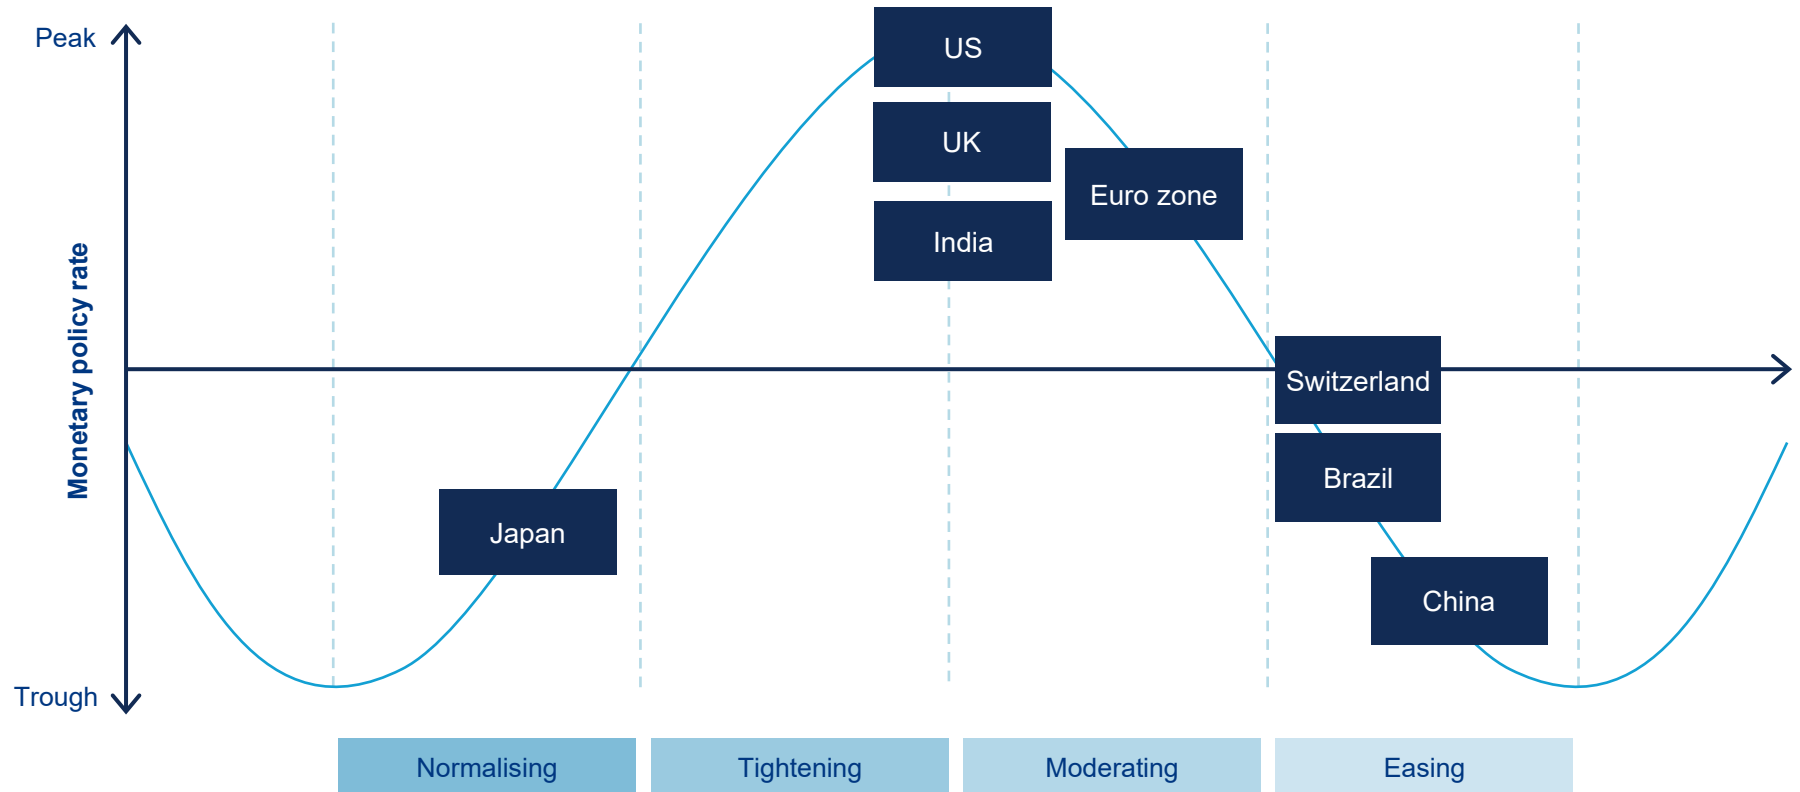 Peak
US
UK
Euro zone
India
Monetary policy rate
Switzerland
Brazil
Japan
China
Trough
Normalising
Tightening
Moderating
Easing